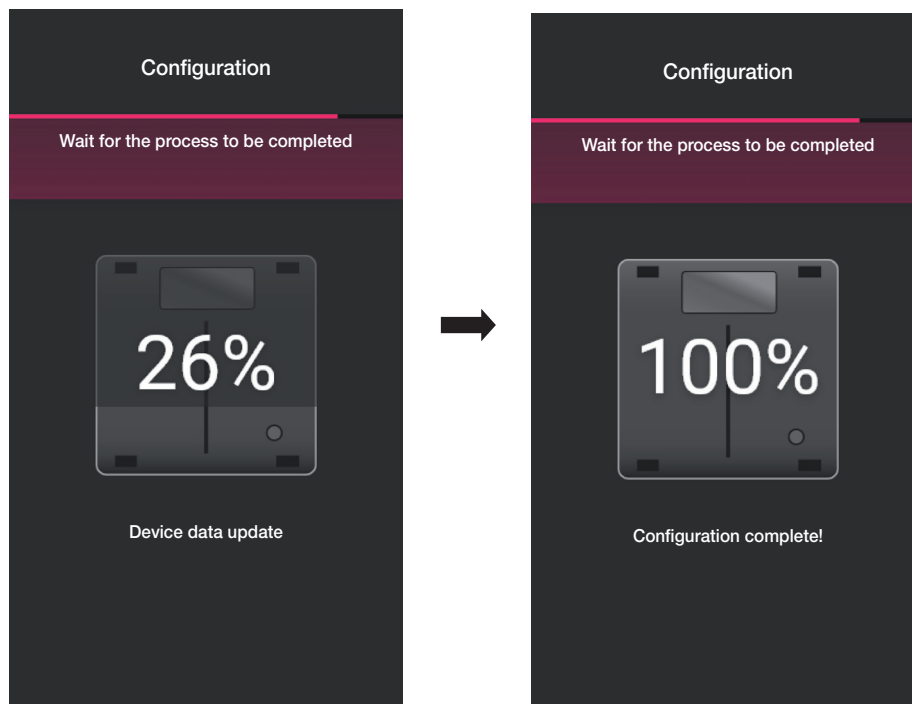 Configuration
Wait for the process to be completed
26%
Device data update
Configuration
Wait for the process to be completed
100%
Configuration complete!